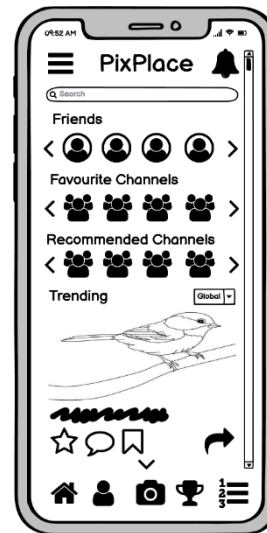 09:52 AM
PixPlace
Search
Friends
Favourite Channels
Recommended Channels
Trending
Global
1
2
3